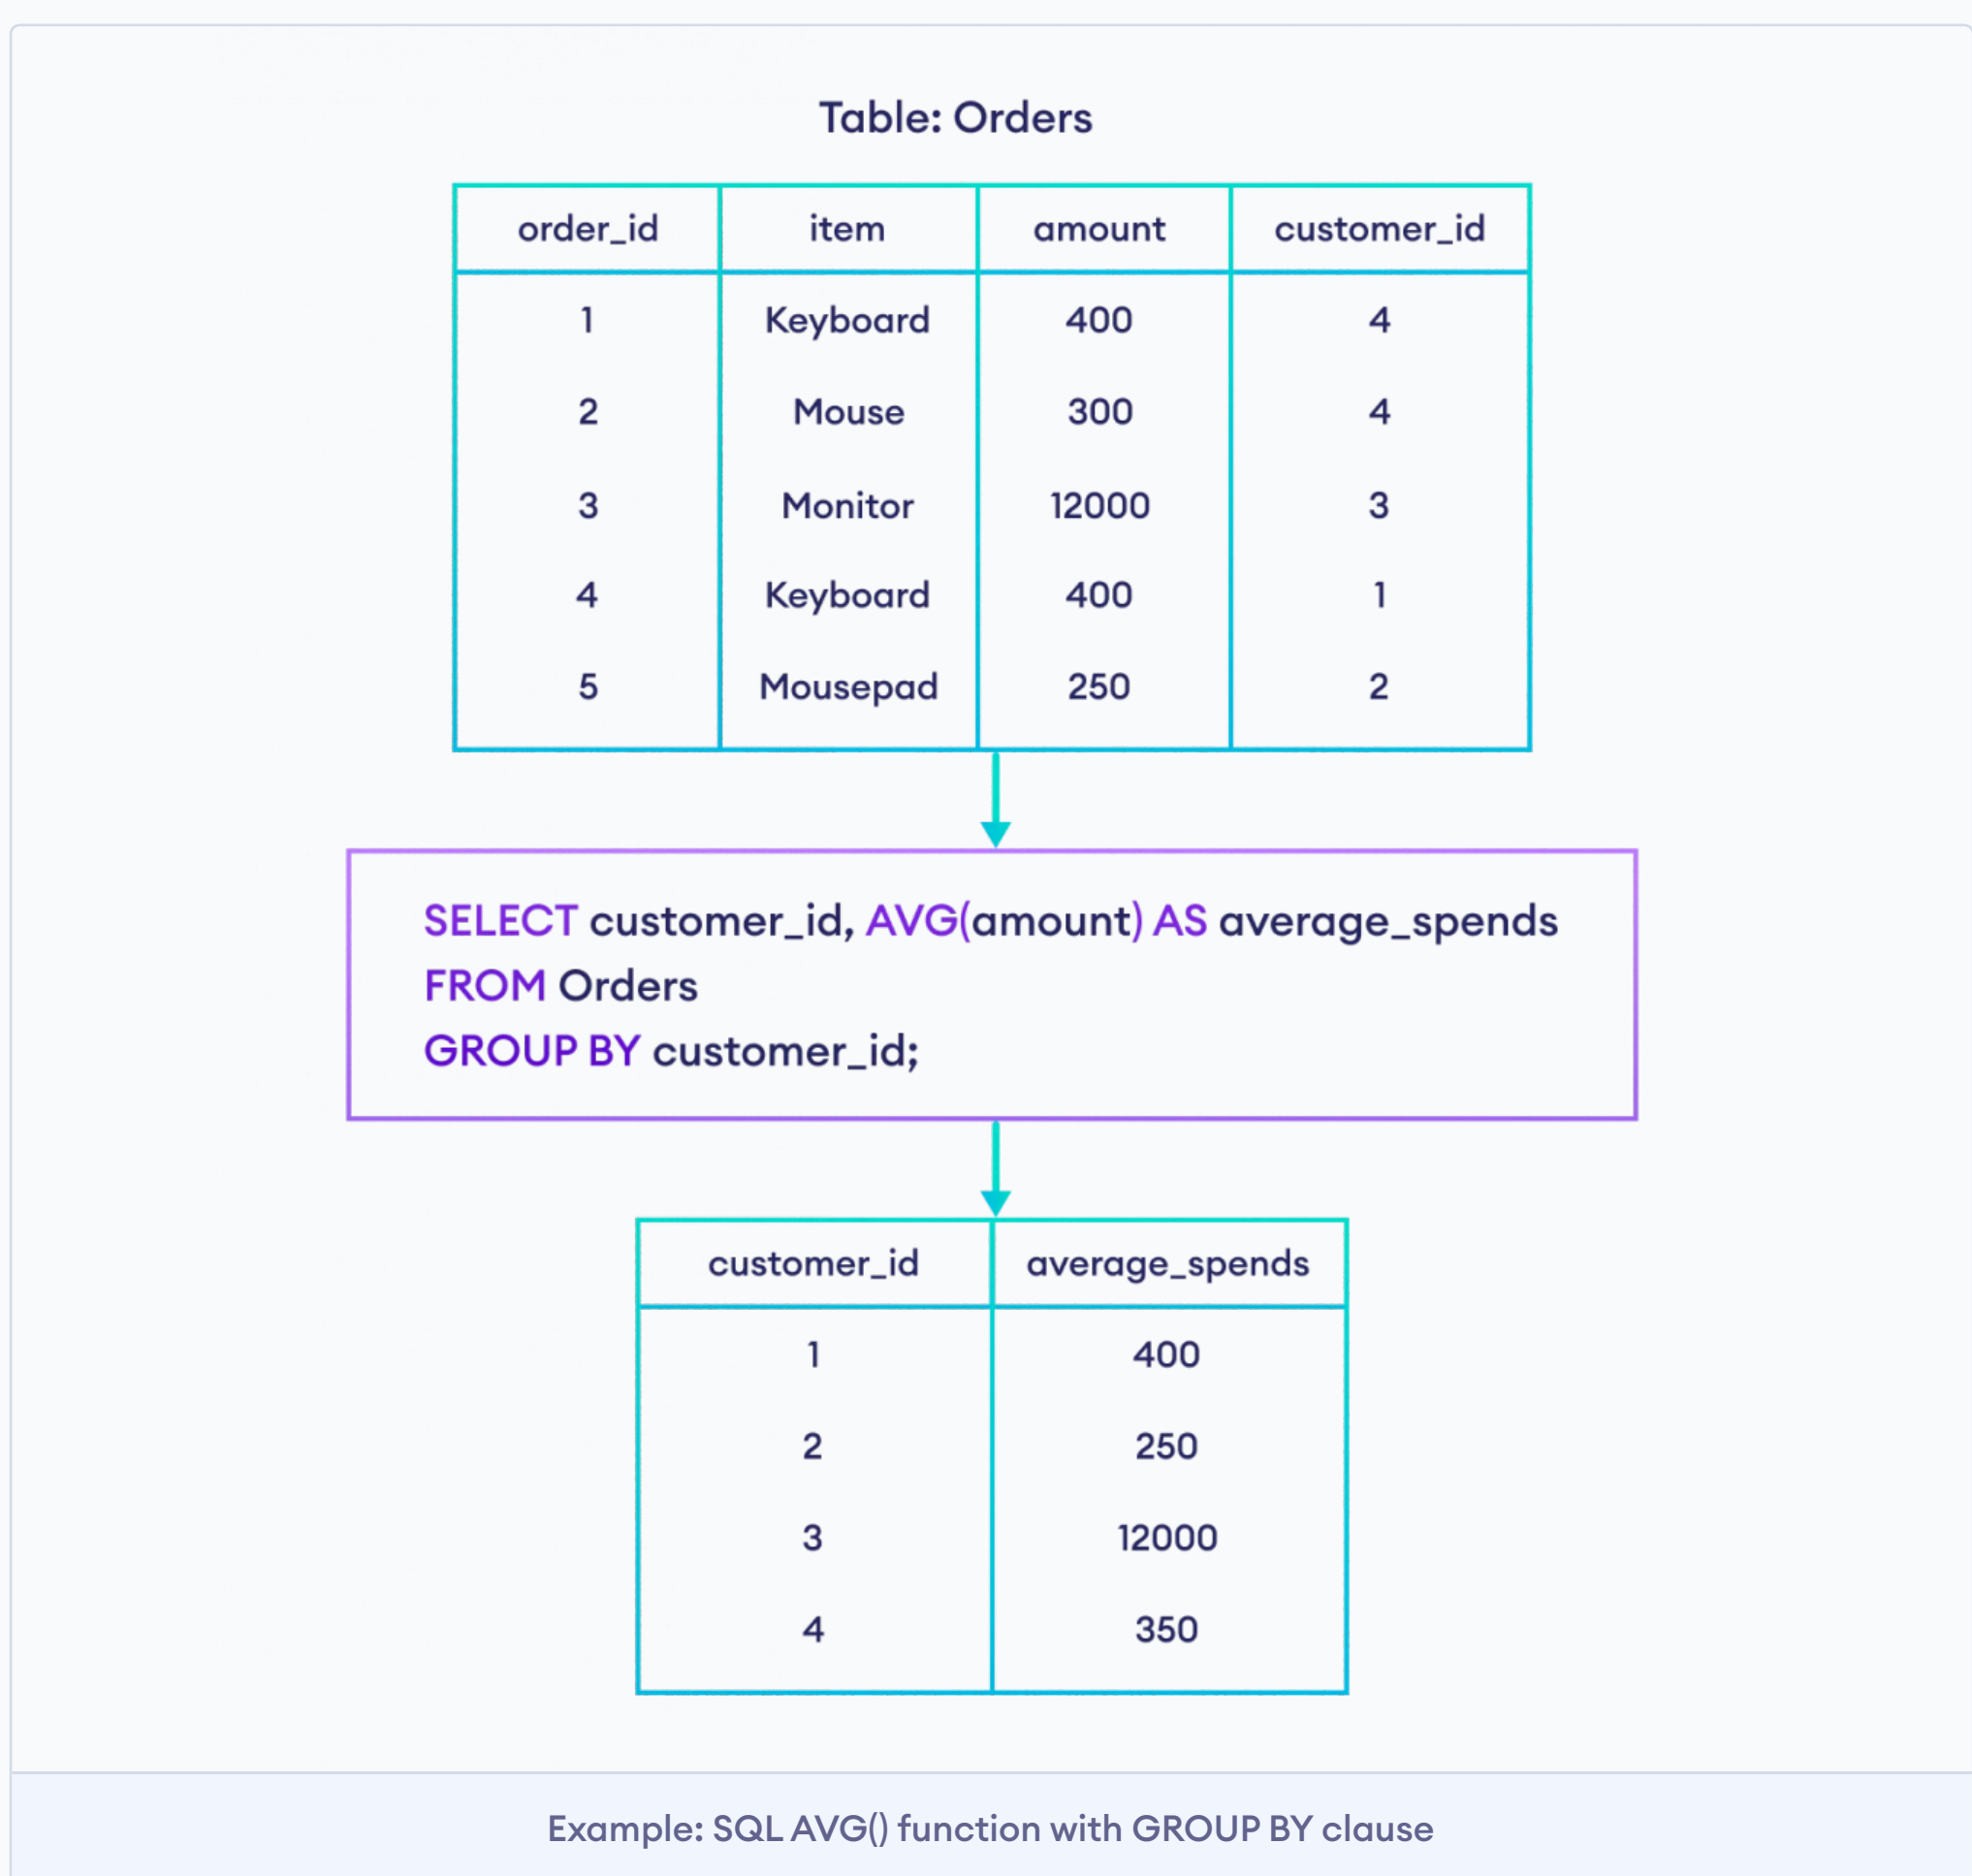 Table: Orders
order_id item amount customer_id
1 Keyboard 400 4
2 Mouse 300 4
3 Monitor 12000 3
4 Keyboard 400 1
5 Mousepad 250 2
SELECT customer_id, AVG(amount) AS average_spends
FROM Orders
GROUP BY customer_id;
customer_id average_spends
1 400
2 250
3 12000
4 350
Example: SQL AVG() function with GROUP BY clause